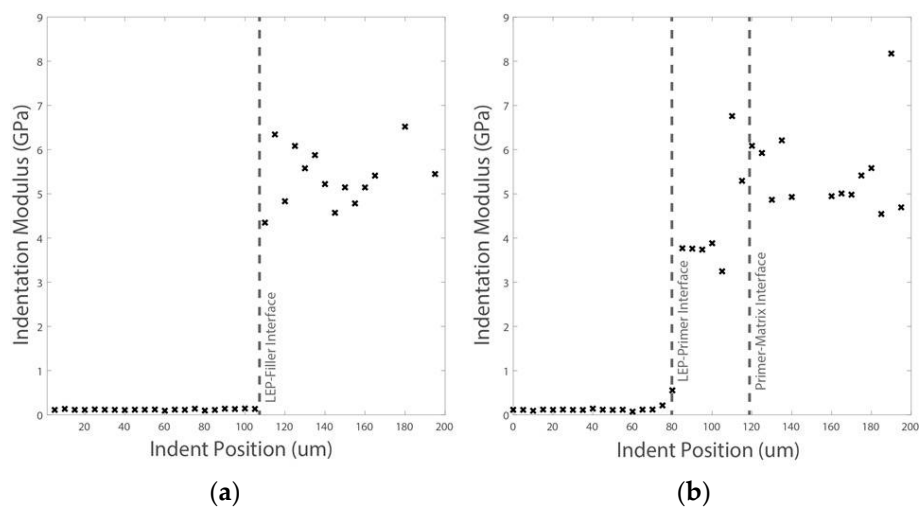 9
8
7
6
5
4
3
2
1
0
Indentation Modulus (GPa)
LEP-Filler Interface
20 40 60 80 100 120 140 160 180 200
Indent Position (um)
(a)
9
8
7
6
5
4
3
2
1
0
Indentation Modulus (GPa)
LEP-Primer Interface
Primer-Matrix Interface
0 20 40 60 80 100 120 140 160 180 200
Indent Position (um)
(b)